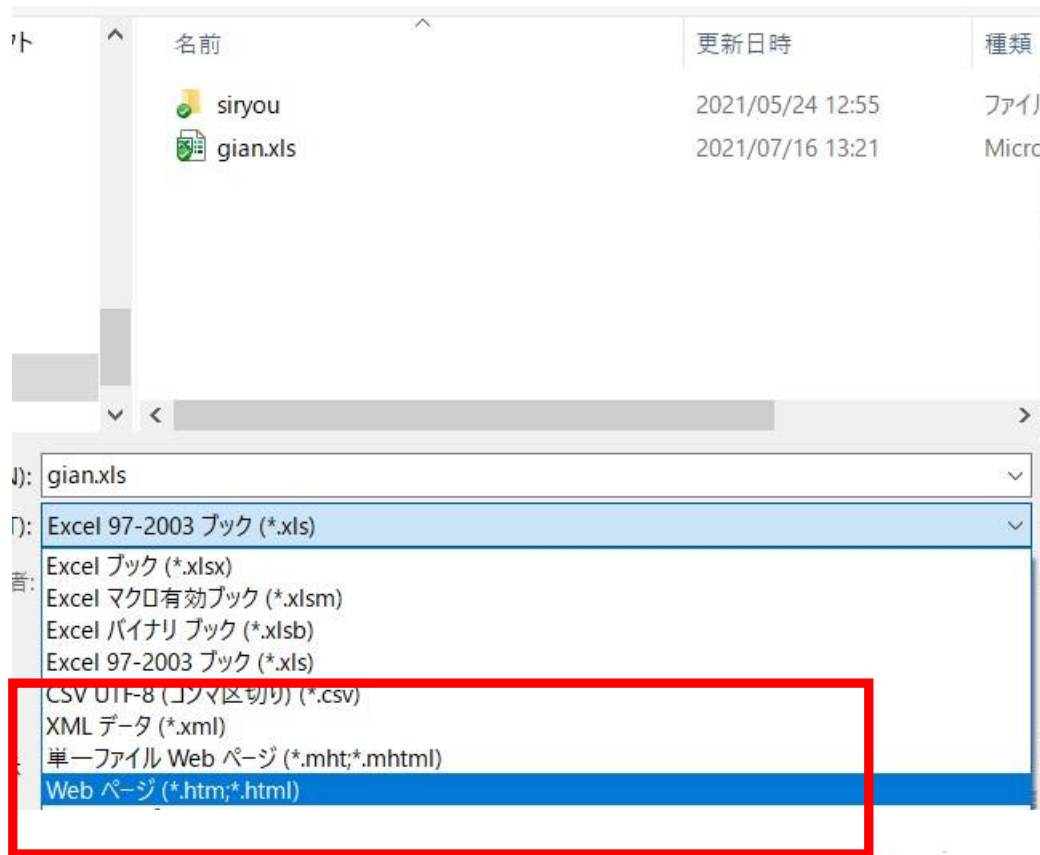 クト
名前 更新日時 種類
siryou 2021/05/24 12:55 ファイル
gian.xls 2021/07/16 13:21 Micro
N): gian.xls
T): Excel 97-2003 ブック (*.xls)
者:
Excel ブック (*.xlsx)
Excel マクロ有効ブック (*.xlsm)
Excel バイナリ ブック (*.xlsb)
Excel 97-2003 ブック (*.xls)
CSV UTF-8 (コンマ区切り) (*.csv)
XML データ (*.xml)
単一ファイル Web ページ (*.mht;*.mhtml)
Web ページ (*.htm;*.html)